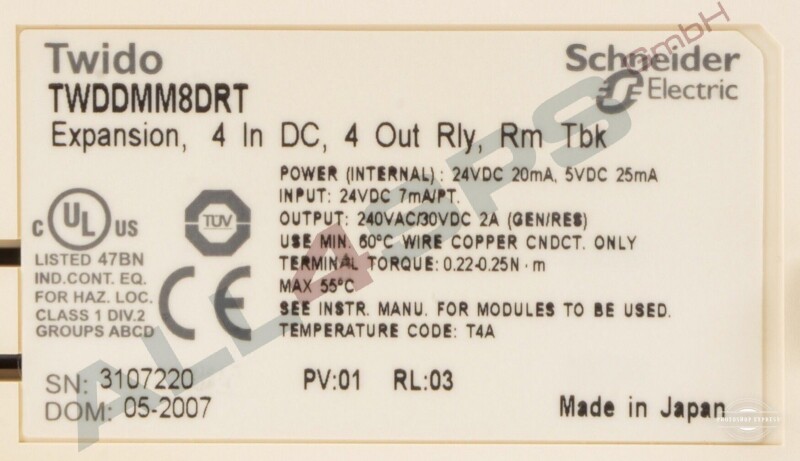 Twido
TWDDMM8DRT
Schneider
Electric
Expansion, 4 In DC, 4 Out Rly, Rm Tbk
POWER (INTERNAL) : 24VDC 20mA, 5VDC 25mA
INPUT: 24VDC 7mA/PT.
OUTPUT: 240VAC/30VDC 2A (GEN/RES)
USE MIN. 60°C WIRE COPPER CNDCT. ONLY
TERMINAL TORQUE: 0.22-0.25N · m
MAX 55°C
SEE INSTR. MANU. FOR MODULES TO BE USED.
TEMPERATURE CODE: T4A
C UL US
TÜV
LISTED 47BN
IND.CONT. EQ.
FOR HAZ. LOC.
CLASS 1 DIV.2
GROUPS ABCD
CE
SN: 3107220
PV:01 RL:03
DOM: 05-2007
Made in Japan
ALL4SPS GmbH